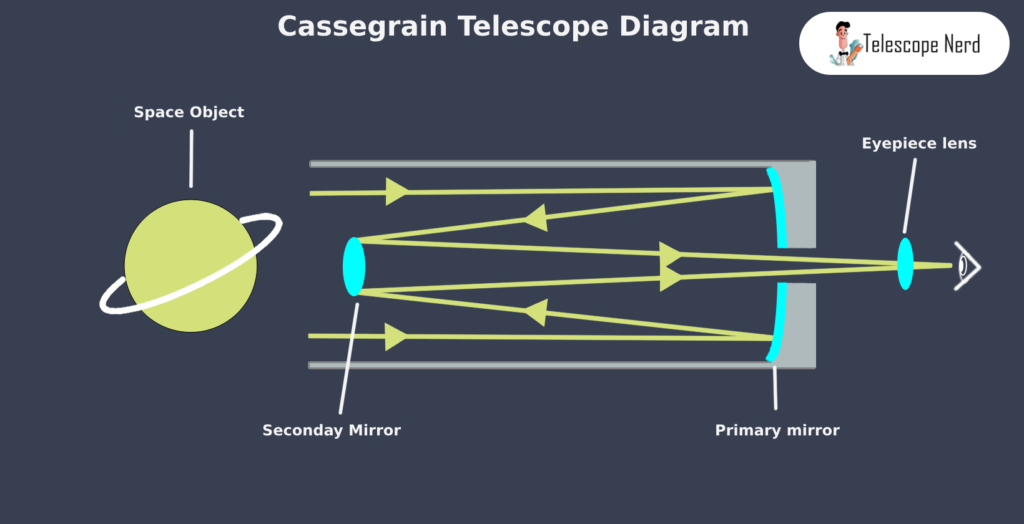 Cassegrain Telescope Diagram
Telescope Nerd
Space Object
Eyepiece lens
Seconday Mirror
Primary mirror